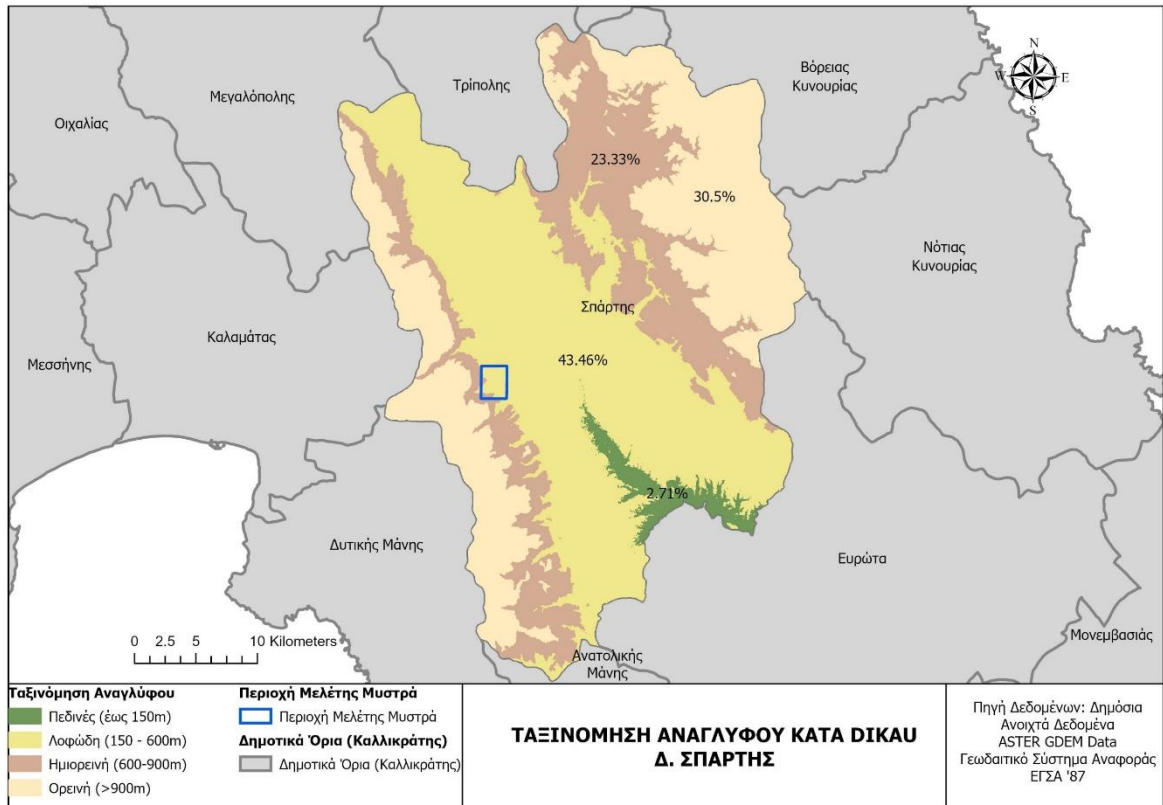 N
W E
S
Βόρειας
Κυνουρίας
Τρίπολης
Μεγαλόπολης
Οιχαλίας
23.33%
30.5%
Νότιας
Κυνουρίας
Σπάρτης
Καλαμάτας
Μεσσήνης
43.46%
2.71%
Δυτικής Μάνης
Ευρώτα
Μονεμβασιάς
Ανατολικής
Μάνης
0 2.5 5 10 Kilometers
Ταξινόμηση Αναγλύφου
Πεδινές (έως 150m)
Λοφώδη (150 - 600m)
Ημιορεινή (600-900m)
Ορεινή (>900m)
Περιοχή Μελέτης Μυστρά
Περιοχή Μελέτης Μυστρά
Δημοτικά Όρια (Καλλικράτης)
Δημοτικά Όρια (Καλλικράτης)
ΤΑΞΙΝΟΜΗΣΗ ΑΝΑΓΛΥΦΟΥ ΚΑΤΑ DIKAU
Δ. ΣΠΑΡΤΗΣ
Πηγή Δεδομένων: Δημόσια
Ανοιχτά Δεδομένα
ASTER GDEM Data
Γεωδαιτικό Σύστημα Αναφοράς
ΕΓΣΑ '87